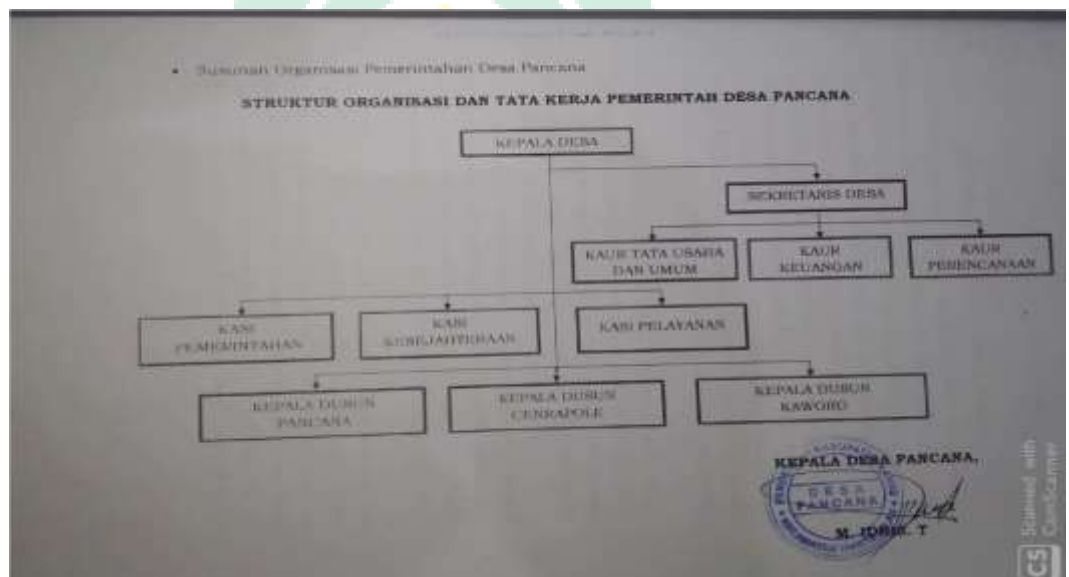 • Susunan Organisasi Pemerintahan Desa Pancana
STRUKTUR ORGANISASI DAN TATA KERJA PEMERINTAH DESA PANCANA
KEPALA DESA
SEKRETARIS DESA
KAUR TATA USAHA
DAN UMUM
KAUR
KEUANGAN
KAUR
PERENCANAAN
KASI
PEMERINTAHAN
KASI
KESEJAHTERAAN
KASI PELAYANAN
KEPALA DUSUN
PANCANA
KEPALA DUSUN
CENRAPOLE
KEPALA DUSUN
KAWORO
KEPALA DESA PANCANA,
DESA
PANCANA
M. IDRIS. T
CS Scanned with
CamScanner